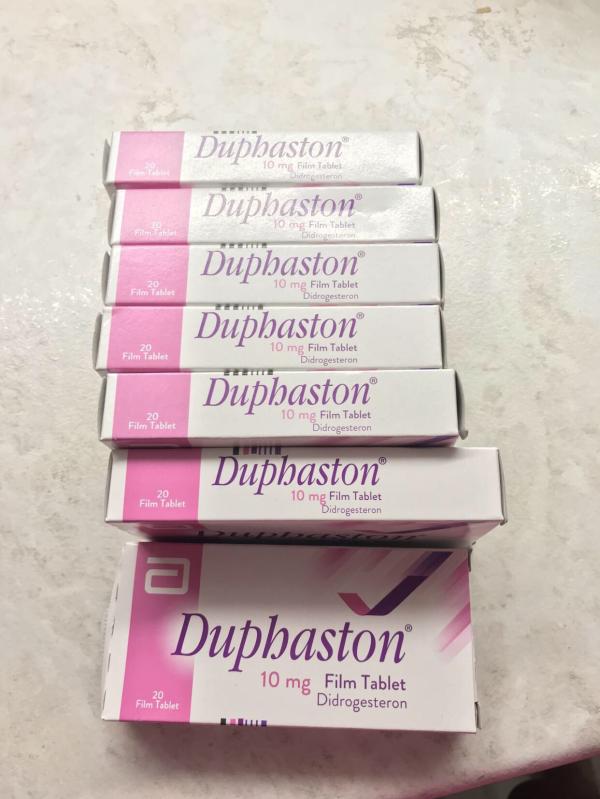 Duphaston®
10 mg Film Tablet
Didrogesteron
20
Film Tablet
Duphaston®
10 mg Film Tablet
Didrogesteron
20
Film Tablet
Duphaston®
10 mg Film Tablet
Didrogesteron
20
Film Tablet
Duphaston®
10 mg Film Tablet
Didrogesteron
20
Film Tablet
Duphaston®
10 mg Film Tablet
Didrogesteron
20
Film Tablet
Duphaston®
10 mg Film Tablet
Didrogesteron
20
Film Tablet
Duphaston
Duphaston®
10 mg Film Tablet
Didrogesteron
20
Film Tablet